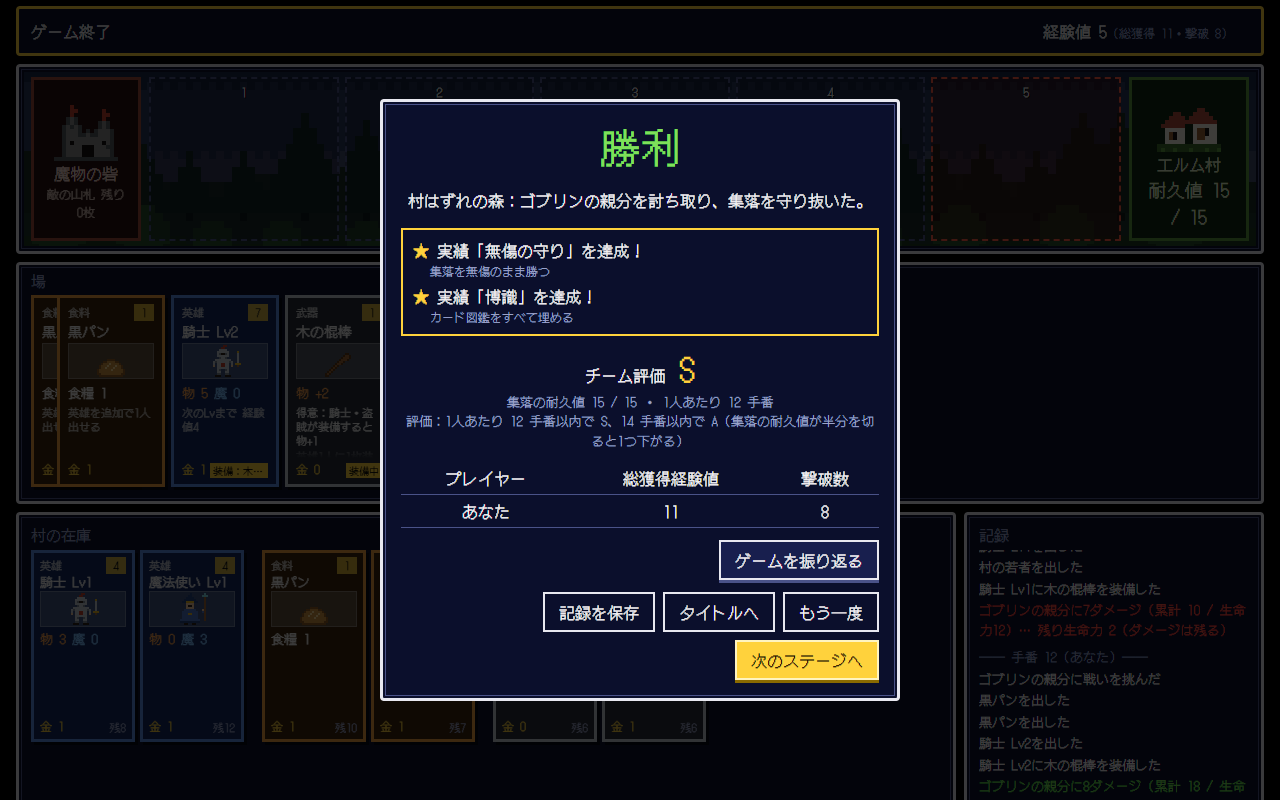 ゲーム終了
経験値 5（総獲得 11・撃破 8）
1
2
3
4
5
魔物の砦
敵の山札 残り
0枚
エルム村
耐久値 15
/ 15
勝利
村はずれの森：ゴブリンの親分を討ち取り、集落を守り抜いた。
★ 実績「無傷の守り」を達成！
集落を無傷のまま勝つ
★ 実績「博識」を達成！
カード図鑑をすべて埋める
チーム評価 S
集落の耐久値 15 / 15 ・ 1人あたり 12 手番
評価：1人あたり 12 手番以内で S、14 手番以内で A（集落の耐久値が半分を切
ると1つ下がる）
プレイヤー 総獲得経験値 撃破数
あなた 11 8
ゲームを振り返る
記録を保存
タイトルへ
もう一度
次のステージへ
場
食料 1
黒パン
食糧 1
英雄を追加で1人
出せる
金 1
英雄 7
騎士 Lv2
物 5 魔 0
次のLvまで 経験
値4
金 1 装備：木…
武器 1
木の棍棒
物 +2
得意：騎士・盗
賊が装備すると
物+1
金 0 装備中
村の在庫
英雄 4
騎士 Lv1
物 3 魔 0
金 1 残8
英雄 4
魔法使い Lv1
物 0 魔 3
金 1 残12
食料 1
黒パン
食糧 1
金 1 残10
金 1 残7
金 0 残6
金 1 残6
記録
村の若者を出した
騎士 Lv1に木の棍棒を装備した
ゴブリンの親分に7ダメージ（累計 10 / 生命
力12）… 残り生命力 2（ダメージは残る）
―― 手番 12（あなた）――
ゴブリンの親分に戦いを挑んだ
黒パンを出した
黒パンを出した
騎士 Lv2を出した
騎士 Lv2に木の棍棒を装備した
ゴブリンの親分に8ダメージ（累計 18 / 生命